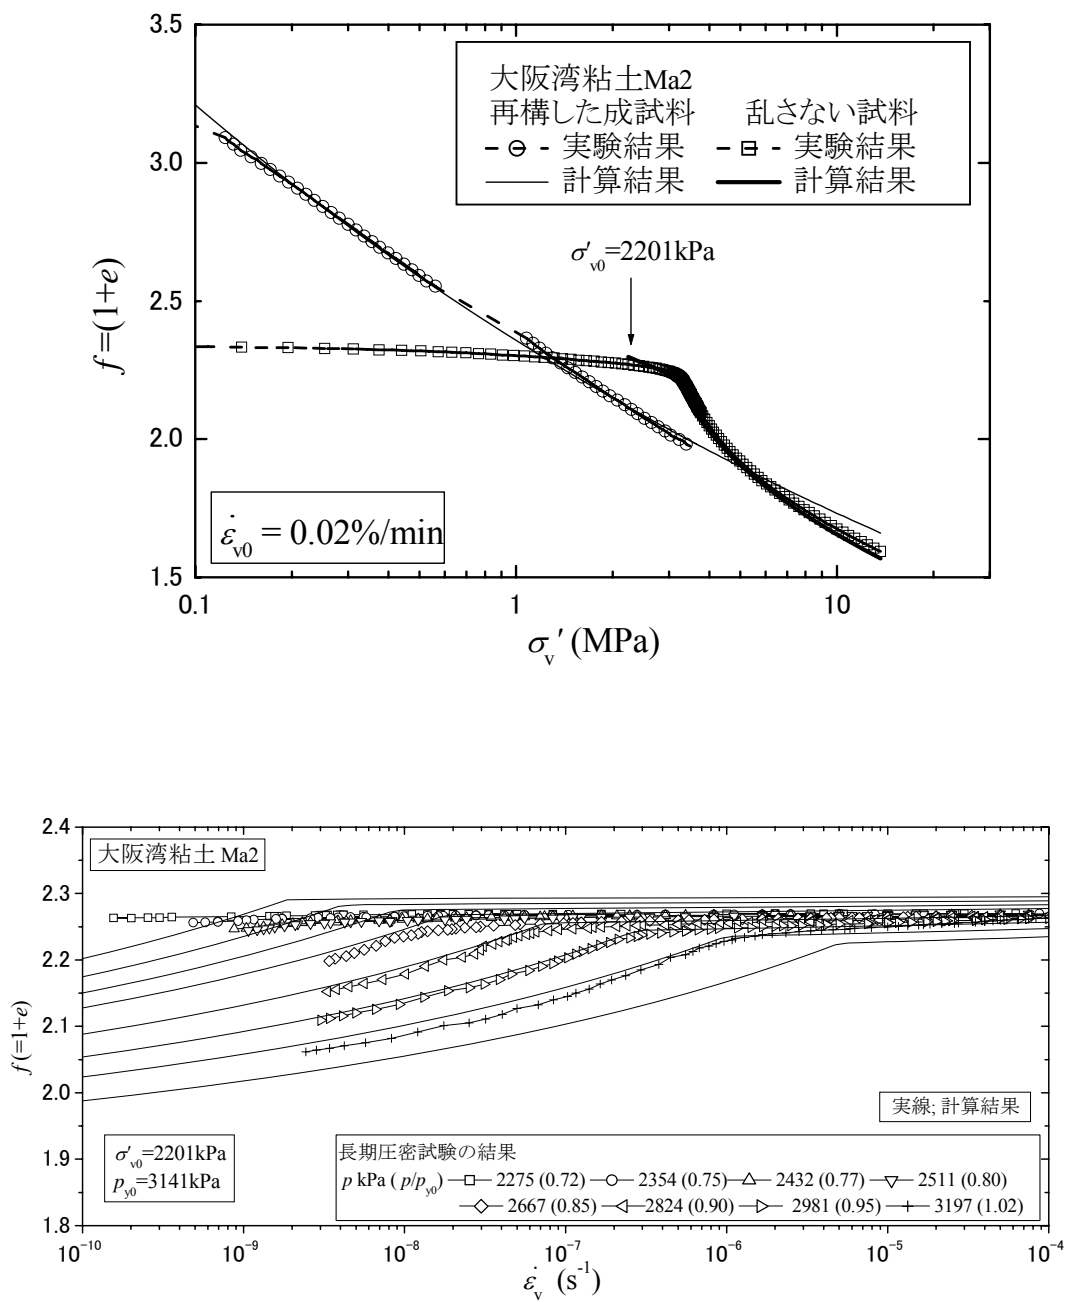 3.5
大阪湾粘土Ma2
再構した成試料 乱さない試料
実験結果 実験結果
計算結果 計算結果
3.0
σ'v0=2201kPa
2.5
f=(1+e)
2.0
ε̇v0 = 0.02%/min
1.5
0.1 1 10
σv' (MPa)
2.4
大阪湾粘土 Ma2
2.3
2.2
2.1
f (=1+e)
2.0
実線; 計算結果
1.9
σ'v0=2201kPa
py0=3141kPa
長期圧密試験の結果
p kPa ( p/py0) 2275 (0.72) 2354 (0.75) 2432 (0.77) 2511 (0.80)
2667 (0.85) 2824 (0.90) 2981 (0.95) 3197 (1.02)
1.8
10⁻¹⁰ 10⁻⁹ 10⁻⁸ 10⁻⁷ 10⁻⁶ 10⁻⁵ 10⁻⁴
ε̇v (s⁻¹)